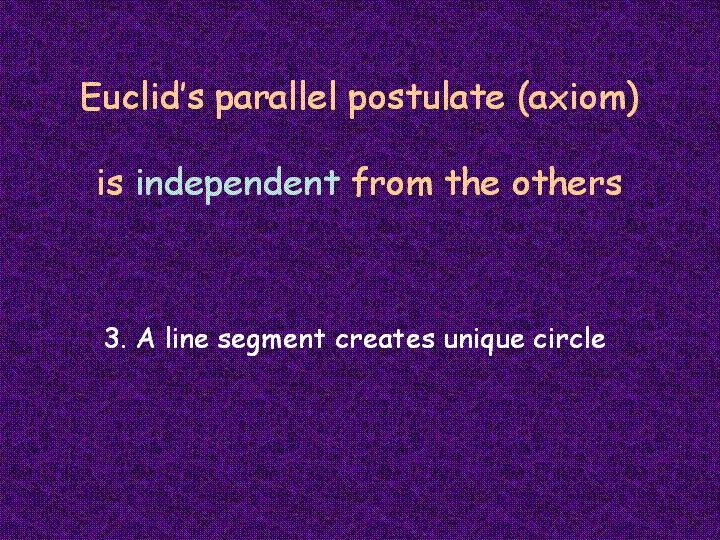 Euclid's parallel postulate (axiom)
is independent from the others
3. A line segment creates unique circle